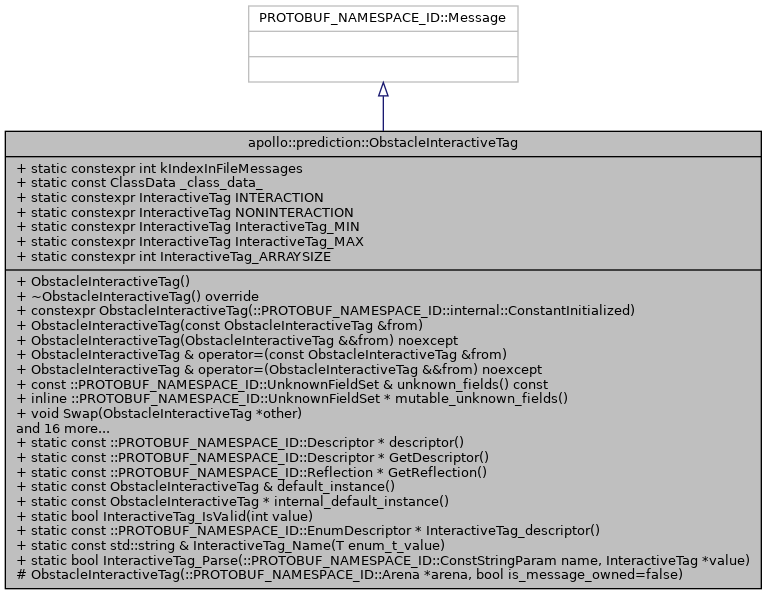 PROTOBUF_NAMESPACE_ID::Message
apollo::prediction::ObstacleInteractiveTag
+ static constexpr int kIndexInFileMessages
+ static const ClassData _class_data_
+ static constexpr InteractiveTag INTERACTION
+ static constexpr InteractiveTag NONINTERACTION
+ static constexpr InteractiveTag InteractiveTag_MIN
+ static constexpr InteractiveTag InteractiveTag_MAX
+ static constexpr int InteractiveTag_ARRAYSIZE
+ ObstacleInteractiveTag()
+ ~ObstacleInteractiveTag() override
+ constexpr ObstacleInteractiveTag(::PROTOBUF_NAMESPACE_ID::internal::ConstantInitialized)
+ ObstacleInteractiveTag(const ObstacleInteractiveTag &from)
+ ObstacleInteractiveTag(ObstacleInteractiveTag &&from) noexcept
+ ObstacleInteractiveTag & operator=(const ObstacleInteractiveTag &from)
+ ObstacleInteractiveTag & operator=(ObstacleInteractiveTag &&from) noexcept
+ const ::PROTOBUF_NAMESPACE_ID::UnknownFieldSet & unknown_fields() const
+ inline ::PROTOBUF_NAMESPACE_ID::UnknownFieldSet * mutable_unknown_fields()
+ void Swap(ObstacleInteractiveTag *other)
and 16 more...
+ static const ::PROTOBUF_NAMESPACE_ID::Descriptor * descriptor()
+ static const ::PROTOBUF_NAMESPACE_ID::Descriptor * GetDescriptor()
+ static const ::PROTOBUF_NAMESPACE_ID::Reflection * GetReflection()
+ static const ObstacleInteractiveTag & default_instance()
+ static const ObstacleInteractiveTag * internal_default_instance()
+ static bool InteractiveTag_IsValid(int value)
+ static const ::PROTOBUF_NAMESPACE_ID::EnumDescriptor * InteractiveTag_descriptor()
+ static const std::string & InteractiveTag_Name(T enum_t_value)
+ static bool InteractiveTag_Parse(::PROTOBUF_NAMESPACE_ID::ConstStringParam name, InteractiveTag *value)
# ObstacleInteractiveTag(::PROTOBUF_NAMESPACE_ID::Arena *arena, bool is_message_owned=false)